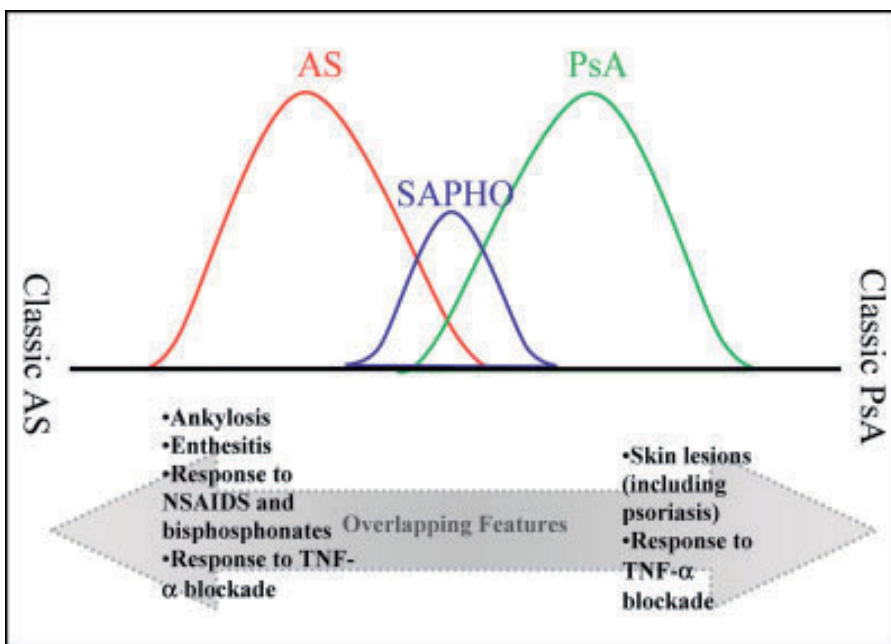 AS
PsA
SAPHO
Classic AS
Classic PsA
•Ankylosis
•Enthesitis
•Response to
NSAIDS and
bisphosphonates
•Response to TNF-
α blockade
Overlapping Features
•Skin lesions
(including
psoriasis)
•Response to
TNF-α
blockade